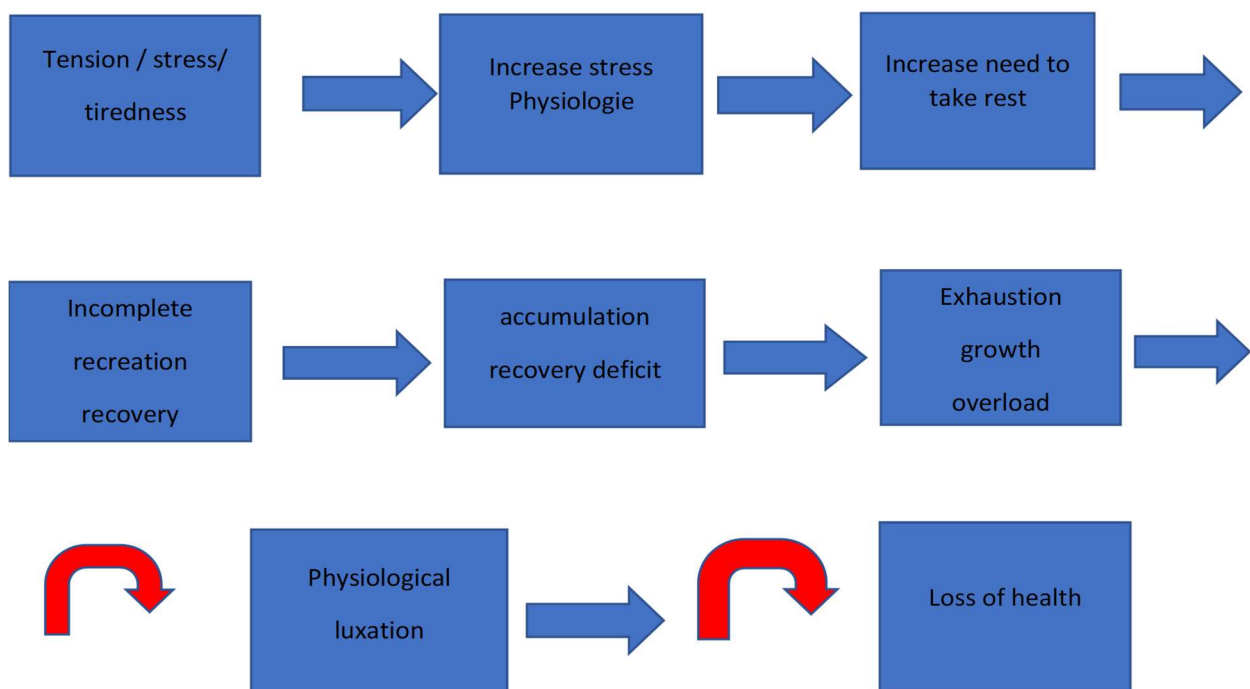 Tension / stress/
tiredness
Increase stress
Physiologie
Increase need to
take rest
Incomplete
recreation
recovery
accumulation
recovery deficit
Exhaustion
growth
overload
Physiological
luxation
Loss of health